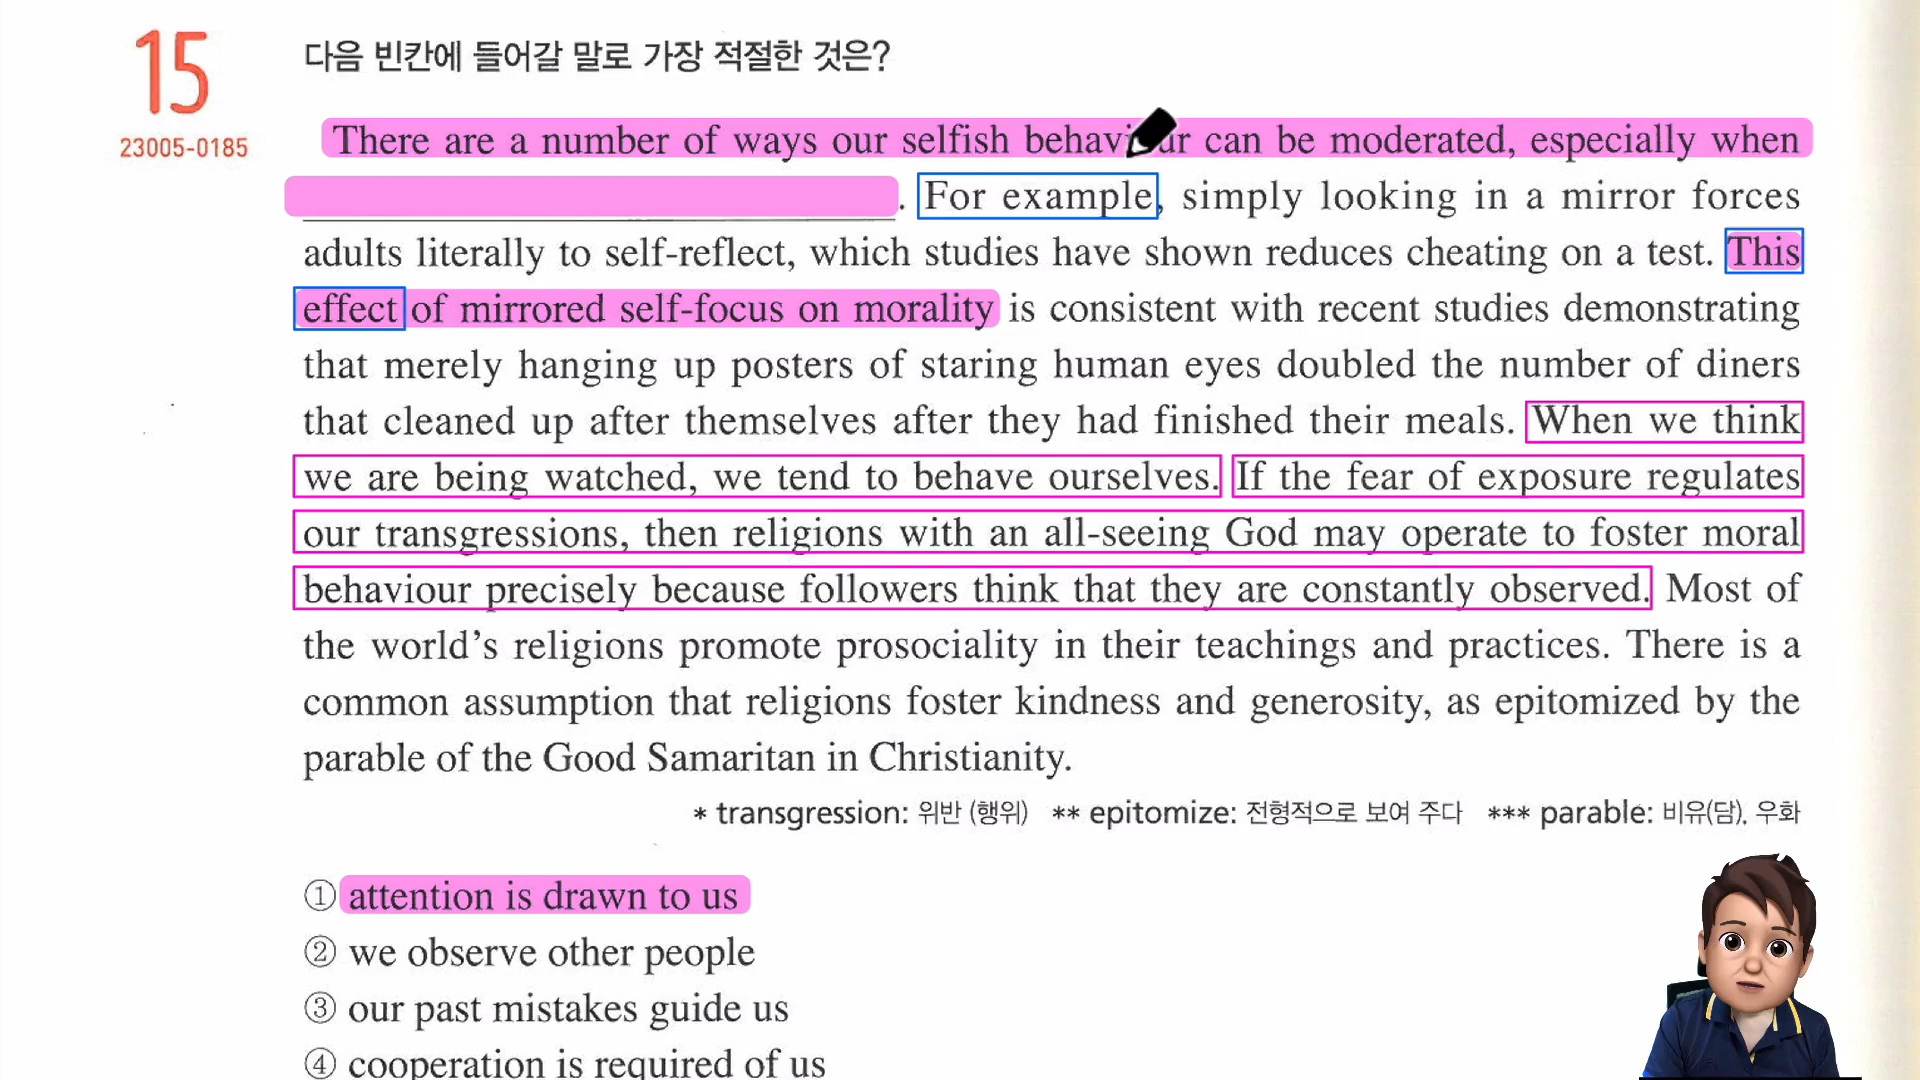 15
23005-0185
다음 빈칸에 들어갈 말로 가장 적절한 것은?
There are a number of ways our selfish behaviour can be moderated, especially when
. For example, simply looking in a mirror forces
adults literally to self-reflect, which studies have shown reduces cheating on a test. This
effect of mirrored self-focus on morality is consistent with recent studies demonstrating
that merely hanging up posters of staring human eyes doubled the number of diners
that cleaned up after themselves after they had finished their meals. When we think
we are being watched, we tend to behave ourselves. If the fear of exposure regulates
our transgressions, then religions with an all-seeing God may operate to foster moral
behaviour precisely because followers think that they are constantly observed. Most of
the world's religions promote prosociality in their teachings and practices. There is a
common assumption that religions foster kindness and generosity, as epitomized by the
parable of the Good Samaritan in Christianity.
* transgression: 위반 (행위) ** epitomize: 전형적으로 보여 주다 *** parable: 비유(담), 우화
① attention is drawn to us
② we observe other people
③ our past mistakes guide us
④ cooperation is required of us